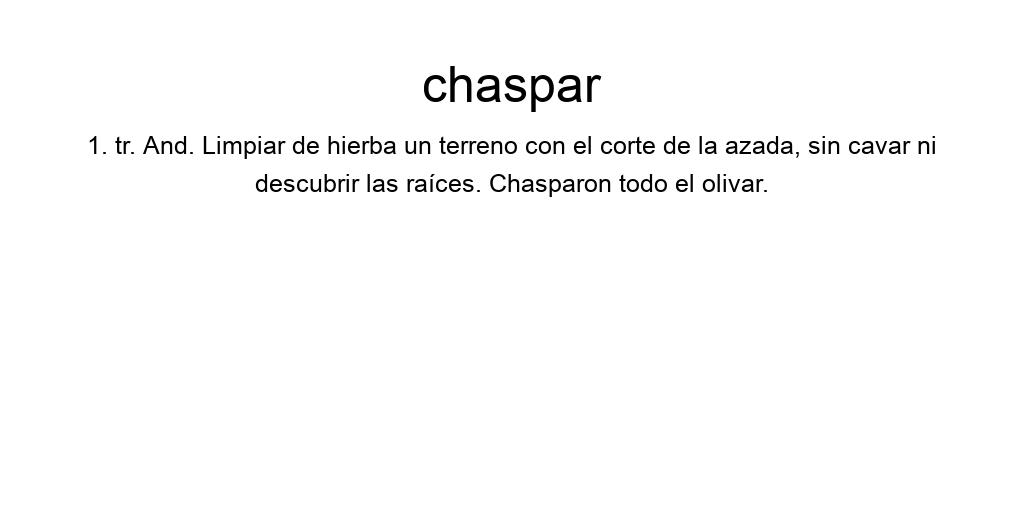 chaspar
1. tr. And. Limpiar de hierba un terreno con el corte de la azada, sin cavar ni
descubrir las raíces. Chasparon todo el olivar.